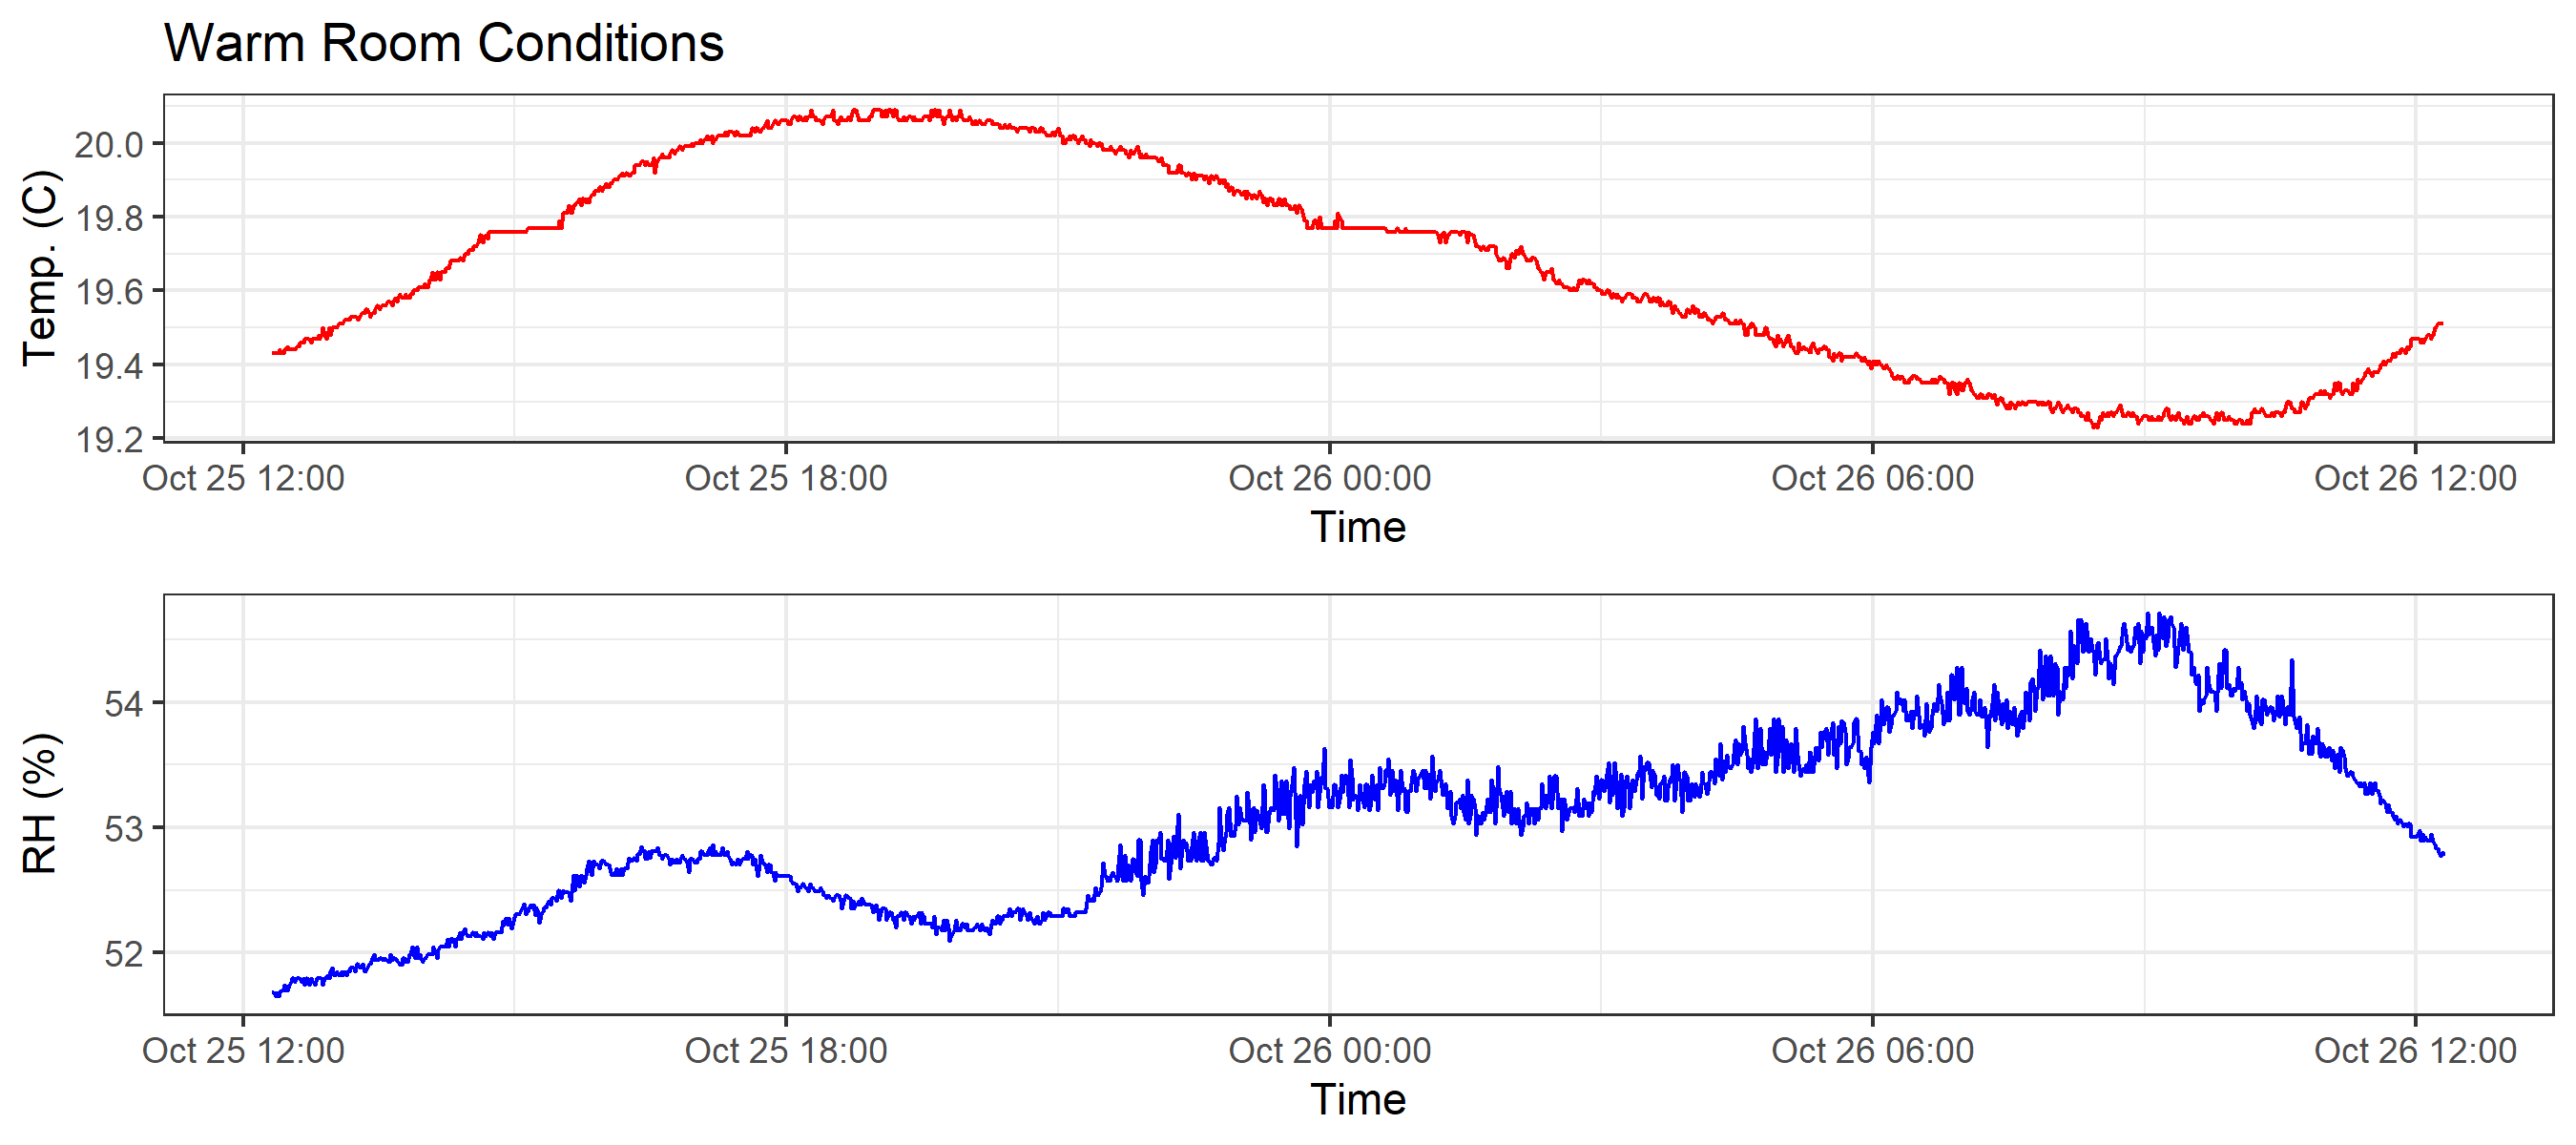 Warm Room Conditions
20.0
19.8
19.6
19.4
19.2
Temp. (C)
Oct 25 12:00 Oct 25 18:00 Oct 26 00:00 Oct 26 06:00 Oct 26 12:00
Time
54
53
52
RH (%)
Oct 25 12:00 Oct 25 18:00 Oct 26 00:00 Oct 26 06:00 Oct 26 12:00
Time